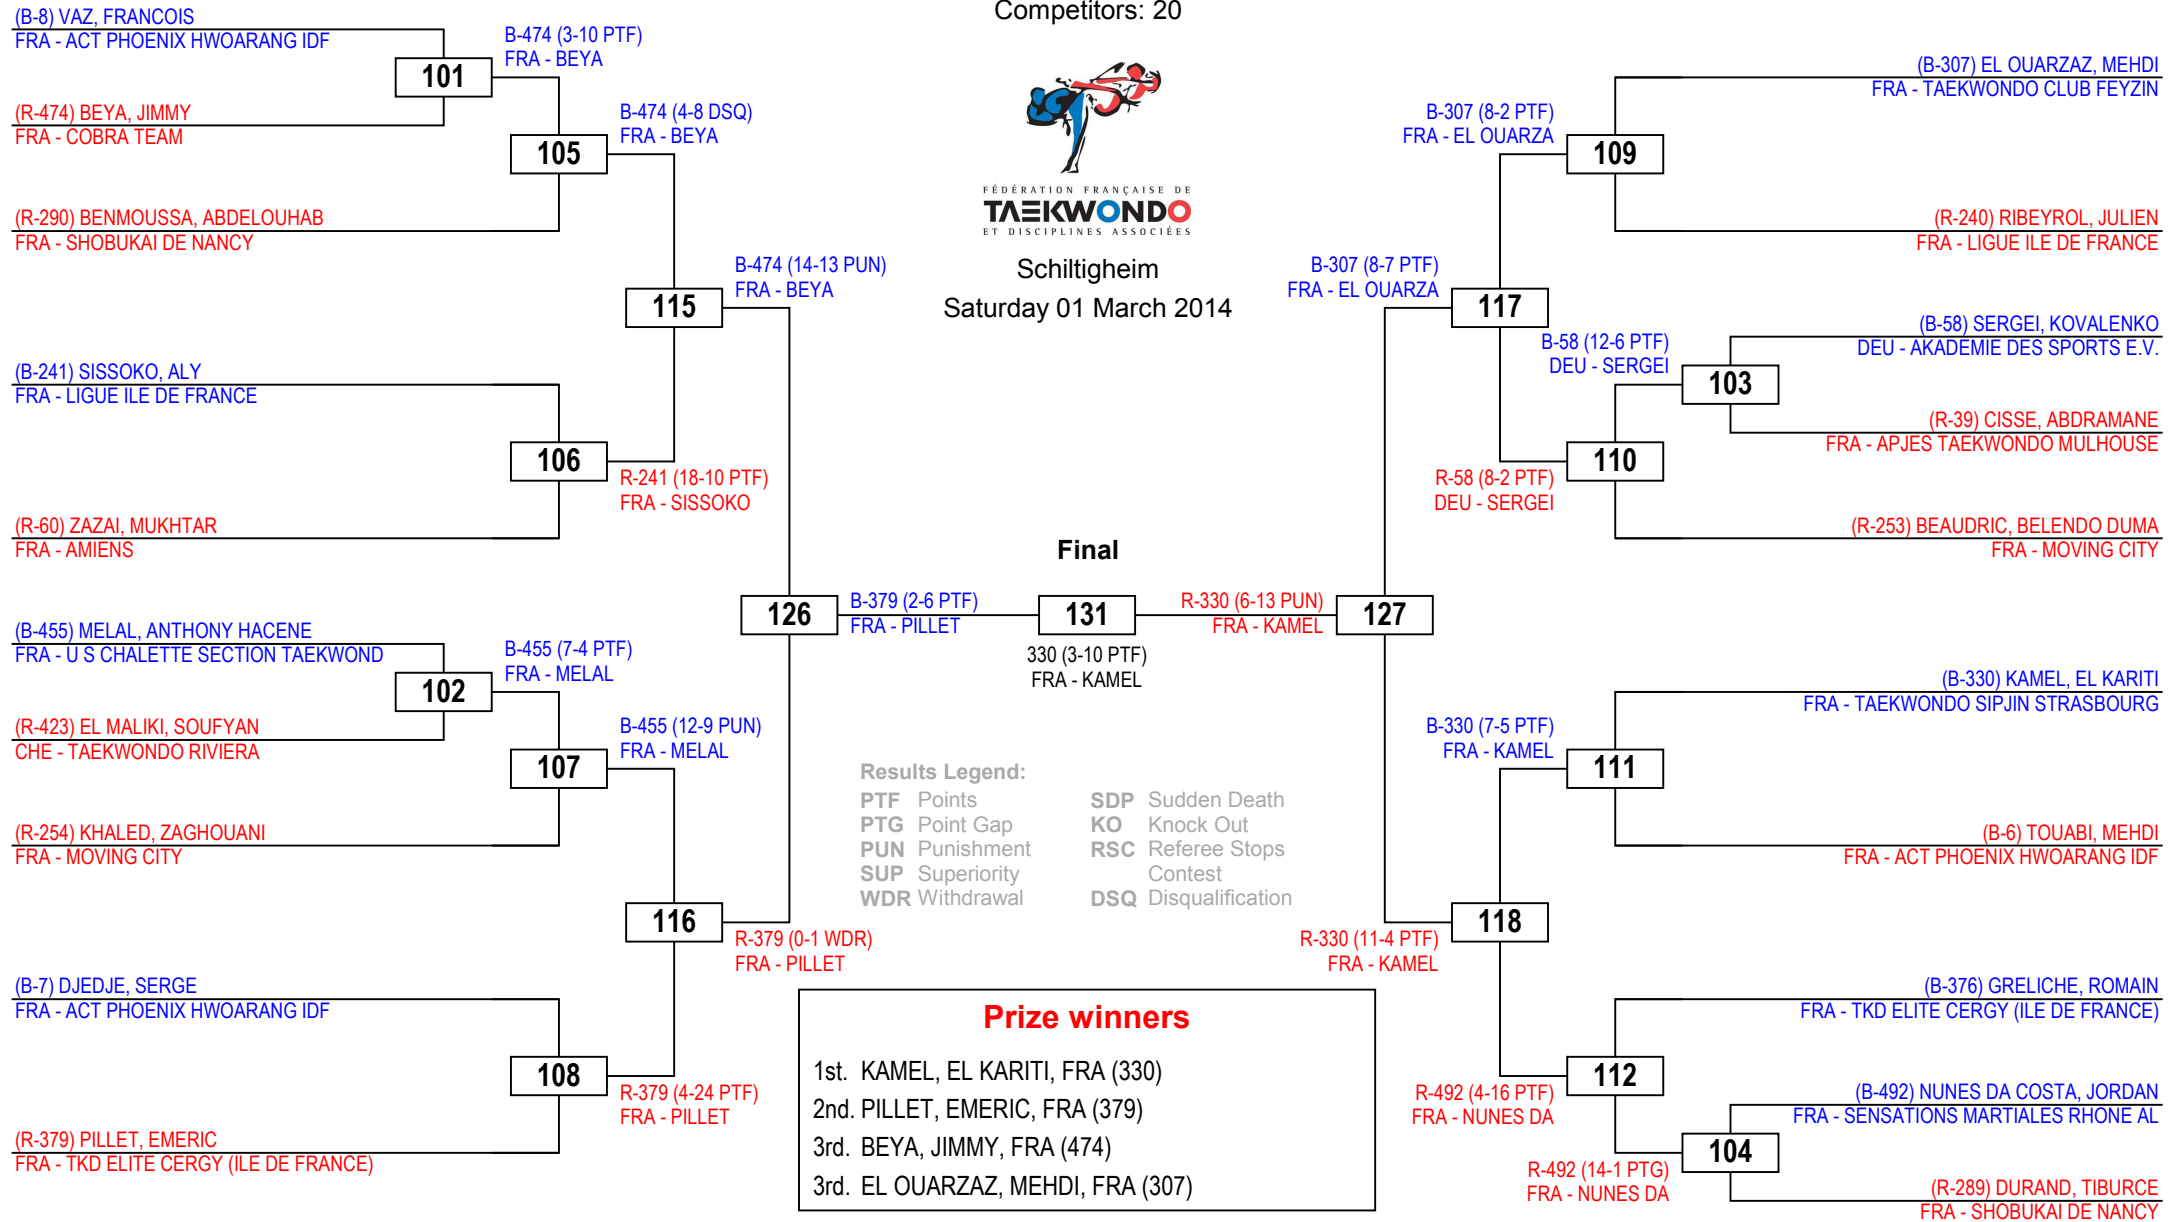 Competitors: 20
FÉDÉRATION FRANÇAISE DE
TAEKWONDO
ET DISCIPLINES ASSOCIÉES
Schiltigheim
Saturday 01 March 2014
(B-8) VAZ, FRANCOIS
FRA - ACT PHOENIX HWOARANG IDF
101
B-474 (3-10 PTF)
FRA - BEYA
(R-474) BEYA, JIMMY
FRA - COBRA TEAM
105
B-474 (4-8 DSQ)
FRA - BEYA
(R-290) BENMOUSSA, ABDELOUHAB
FRA - SHOBUKAI DE NANCY
115
B-474 (14-13 PUN)
FRA - BEYA
(B-241) SISSOKO, ALY
FRA - LIGUE ILE DE FRANCE
106
R-241 (18-10 PTF)
FRA - SISSOKO
(R-60) ZAZAI, MUKHTAR
FRA - AMIENS
126
B-379 (2-6 PTF)
FRA - PILLET
(B-455) MELAL, ANTHONY HACENE
FRA - U S CHALETTE SECTION TAEKWOND
102
B-455 (7-4 PTF)
FRA - MELAL
(R-423) EL MALIKI, SOUFYAN
CHE - TAEKWONDO RIVIERA
107
B-455 (12-9 PUN)
FRA - MELAL
(R-254) KHALED, ZAGHOUANI
FRA - MOVING CITY
116
R-379 (0-1 WDR)
FRA - PILLET
(B-7) DJEDJE, SERGE
FRA - ACT PHOENIX HWOARANG IDF
108
R-379 (4-24 PTF)
FRA - PILLET
(R-379) PILLET, EMERIC
FRA - TKD ELITE CERGY (ILE DE FRANCE)
Final
131
330 (3-10 PTF)
FRA - KAMEL
(B-307) EL OUARZAZ, MEHDI
FRA - TAEKWONDO CLUB FEYZIN
B-307 (8-2 PTF)
FRA - EL OUARZA
109
(R-240) RIBEYROL, JULIEN
FRA - LIGUE ILE DE FRANCE
B-307 (8-7 PTF)
FRA - EL OUARZA
117
(B-58) SERGEI, KOVALENKO
DEU - AKADEMIE DES SPORTS E.V.
B-58 (12-6 PTF)
DEU - SERGEI
103
(R-39) CISSE, ABDRAMANE
FRA - APJES TAEKWONDO MULHOUSE
110
R-58 (8-2 PTF)
DEU - SERGEI
(R-253) BEAUDRIC, BELENDO DUMA
FRA - MOVING CITY
R-330 (6-13 PUN)
FRA - KAMEL
127
(B-330) KAMEL, EL KARITI
FRA - TAEKWONDO SIPJIN STRASBOURG
B-330 (7-5 PTF)
FRA - KAMEL
111
(B-6) TOUABI, MEHDI
FRA - ACT PHOENIX HWOARANG IDF
118
R-330 (11-4 PTF)
FRA - KAMEL
(B-376) GRELICHE, ROMAIN
FRA - TKD ELITE CERGY (ILE DE FRANCE)
112
R-492 (4-16 PTF)
FRA - NUNES DA
(B-492) NUNES DA COSTA, JORDAN
FRA - SENSATIONS MARTIALES RHONE AL
104
R-492 (14-1 PTG)
FRA - NUNES DA
(R-289) DURAND, TIBURCE
FRA - SHOBUKAI DE NANCY
Results Legend:
PTF Points
PTG Point Gap
PUN Punishment
SUP Superiority
WDR Withdrawal
SDP Sudden Death
KO Knock Out
RSC Referee Stops
Contest
DSQ Disqualification
Prize winners
1st. KAMEL, EL KARITI, FRA (330)
2nd. PILLET, EMERIC, FRA (379)
3rd. BEYA, JIMMY, FRA (474)
3rd. EL OUARZAZ, MEHDI, FRA (307)